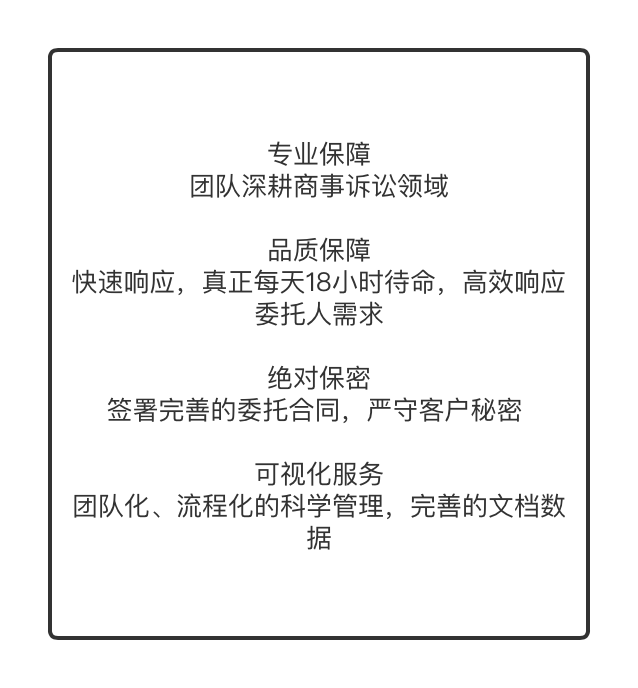 专业保障
团队深耕商事诉讼领域
品质保障
快速响应，真正每天18小时待命，高效响应
委托人需求
绝对保密
签署完善的委托合同，严守客户秘密
可视化服务
团队化、流程化的科学管理，完善的文档数
据